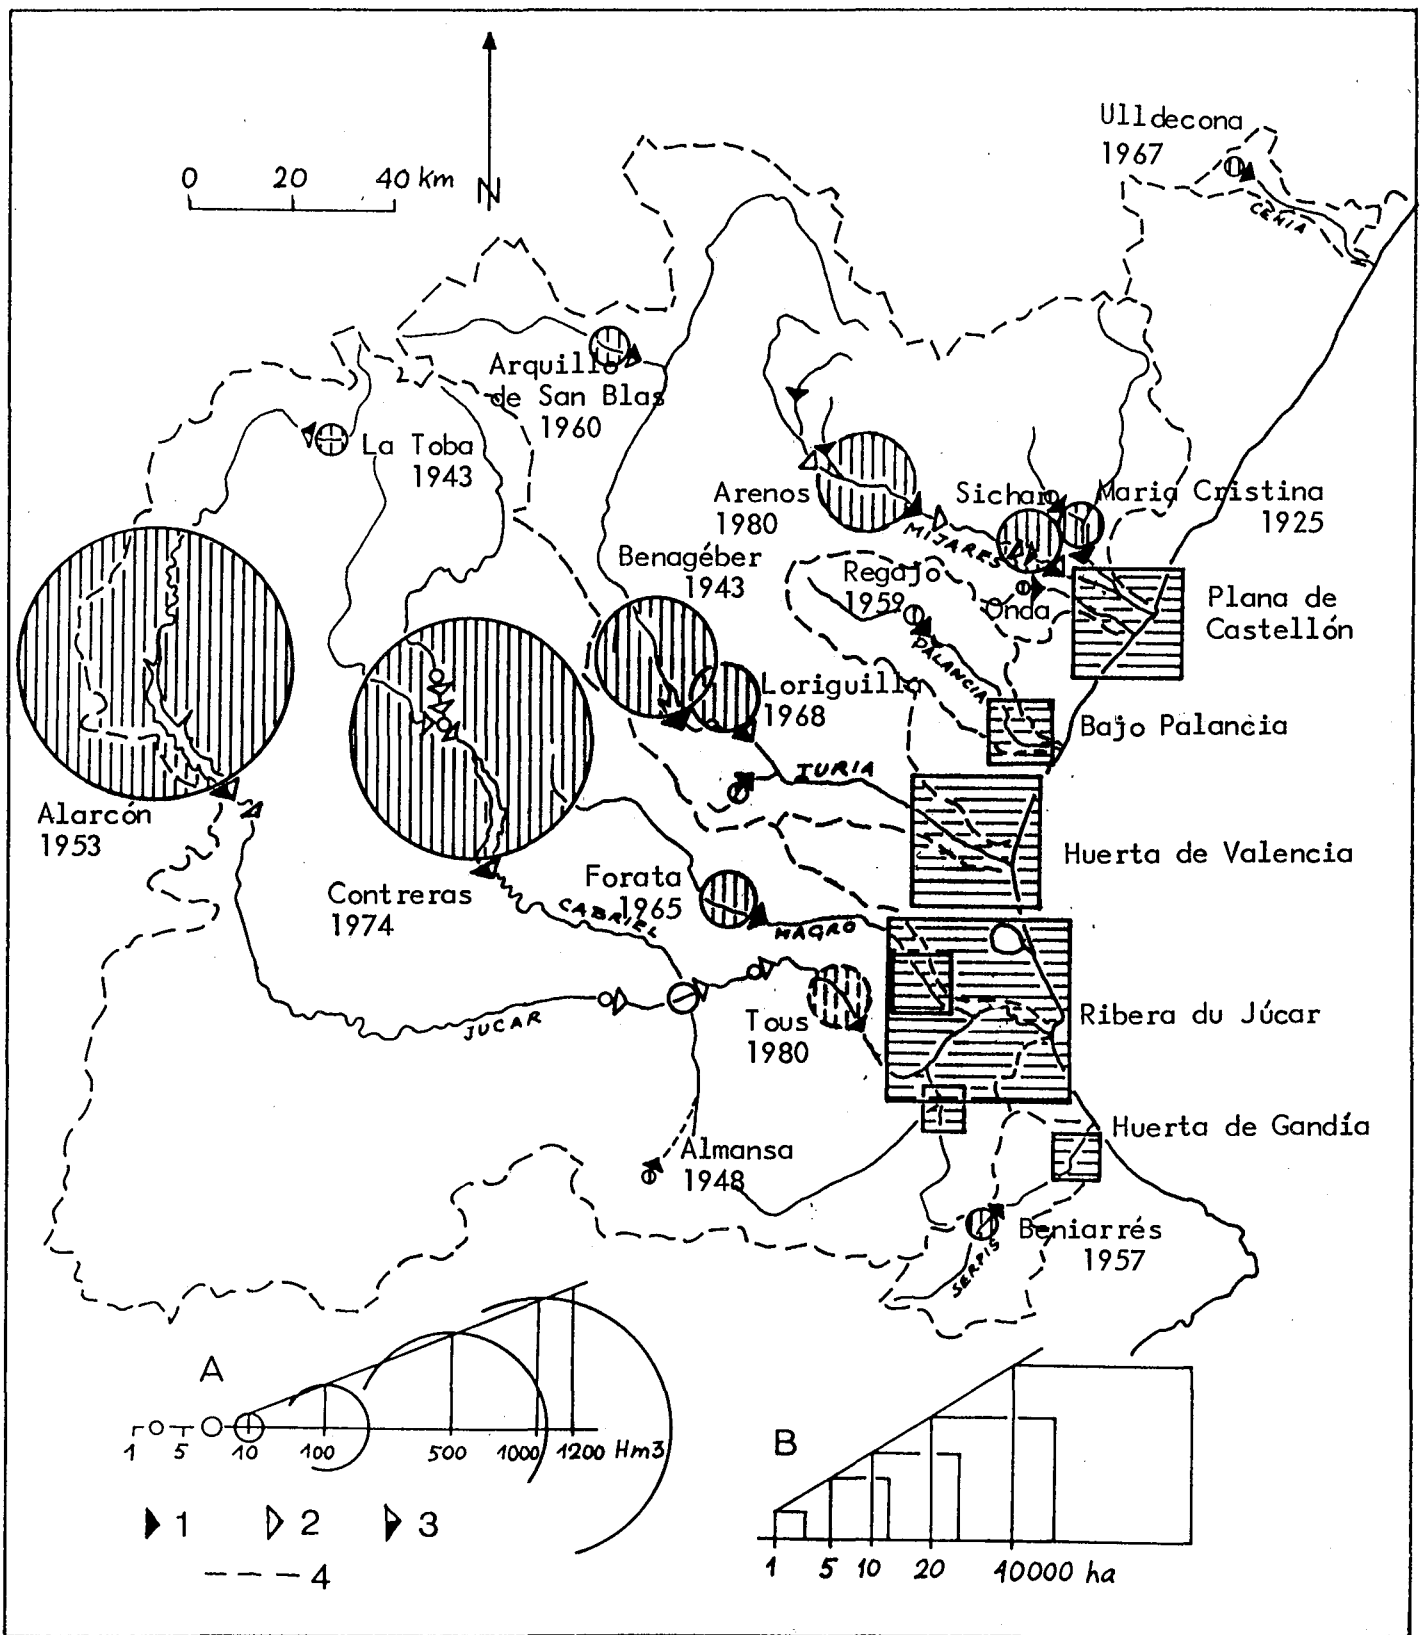 Ulldecona
1967
0 20 40 km
N
CENIA
Arquillo
de San Blas
1960
La Toba
1943
Arenos
1980
Sichar
Maria Cristina
1925
MIJARES
Benagéber
1943
Regajo
1959
Onda
Plana de
Castellón
PALANCIA
Loriguilla
1968
Bajo Palancia
TURIA
Alarcón
1953
Huerta de Valencia
Contreras
1974
Forata
1965
CABRIEL
MAGRO
Tous
1980
Ribera du Júcar
JUCAR
Huerta de Gandía
Almansa
1948
Beniarrés
1957
SERPIS
A
1 5 10 100 500 1000 1200 Hm3
B
1 5 10 20 40000 ha
1 2 3
4